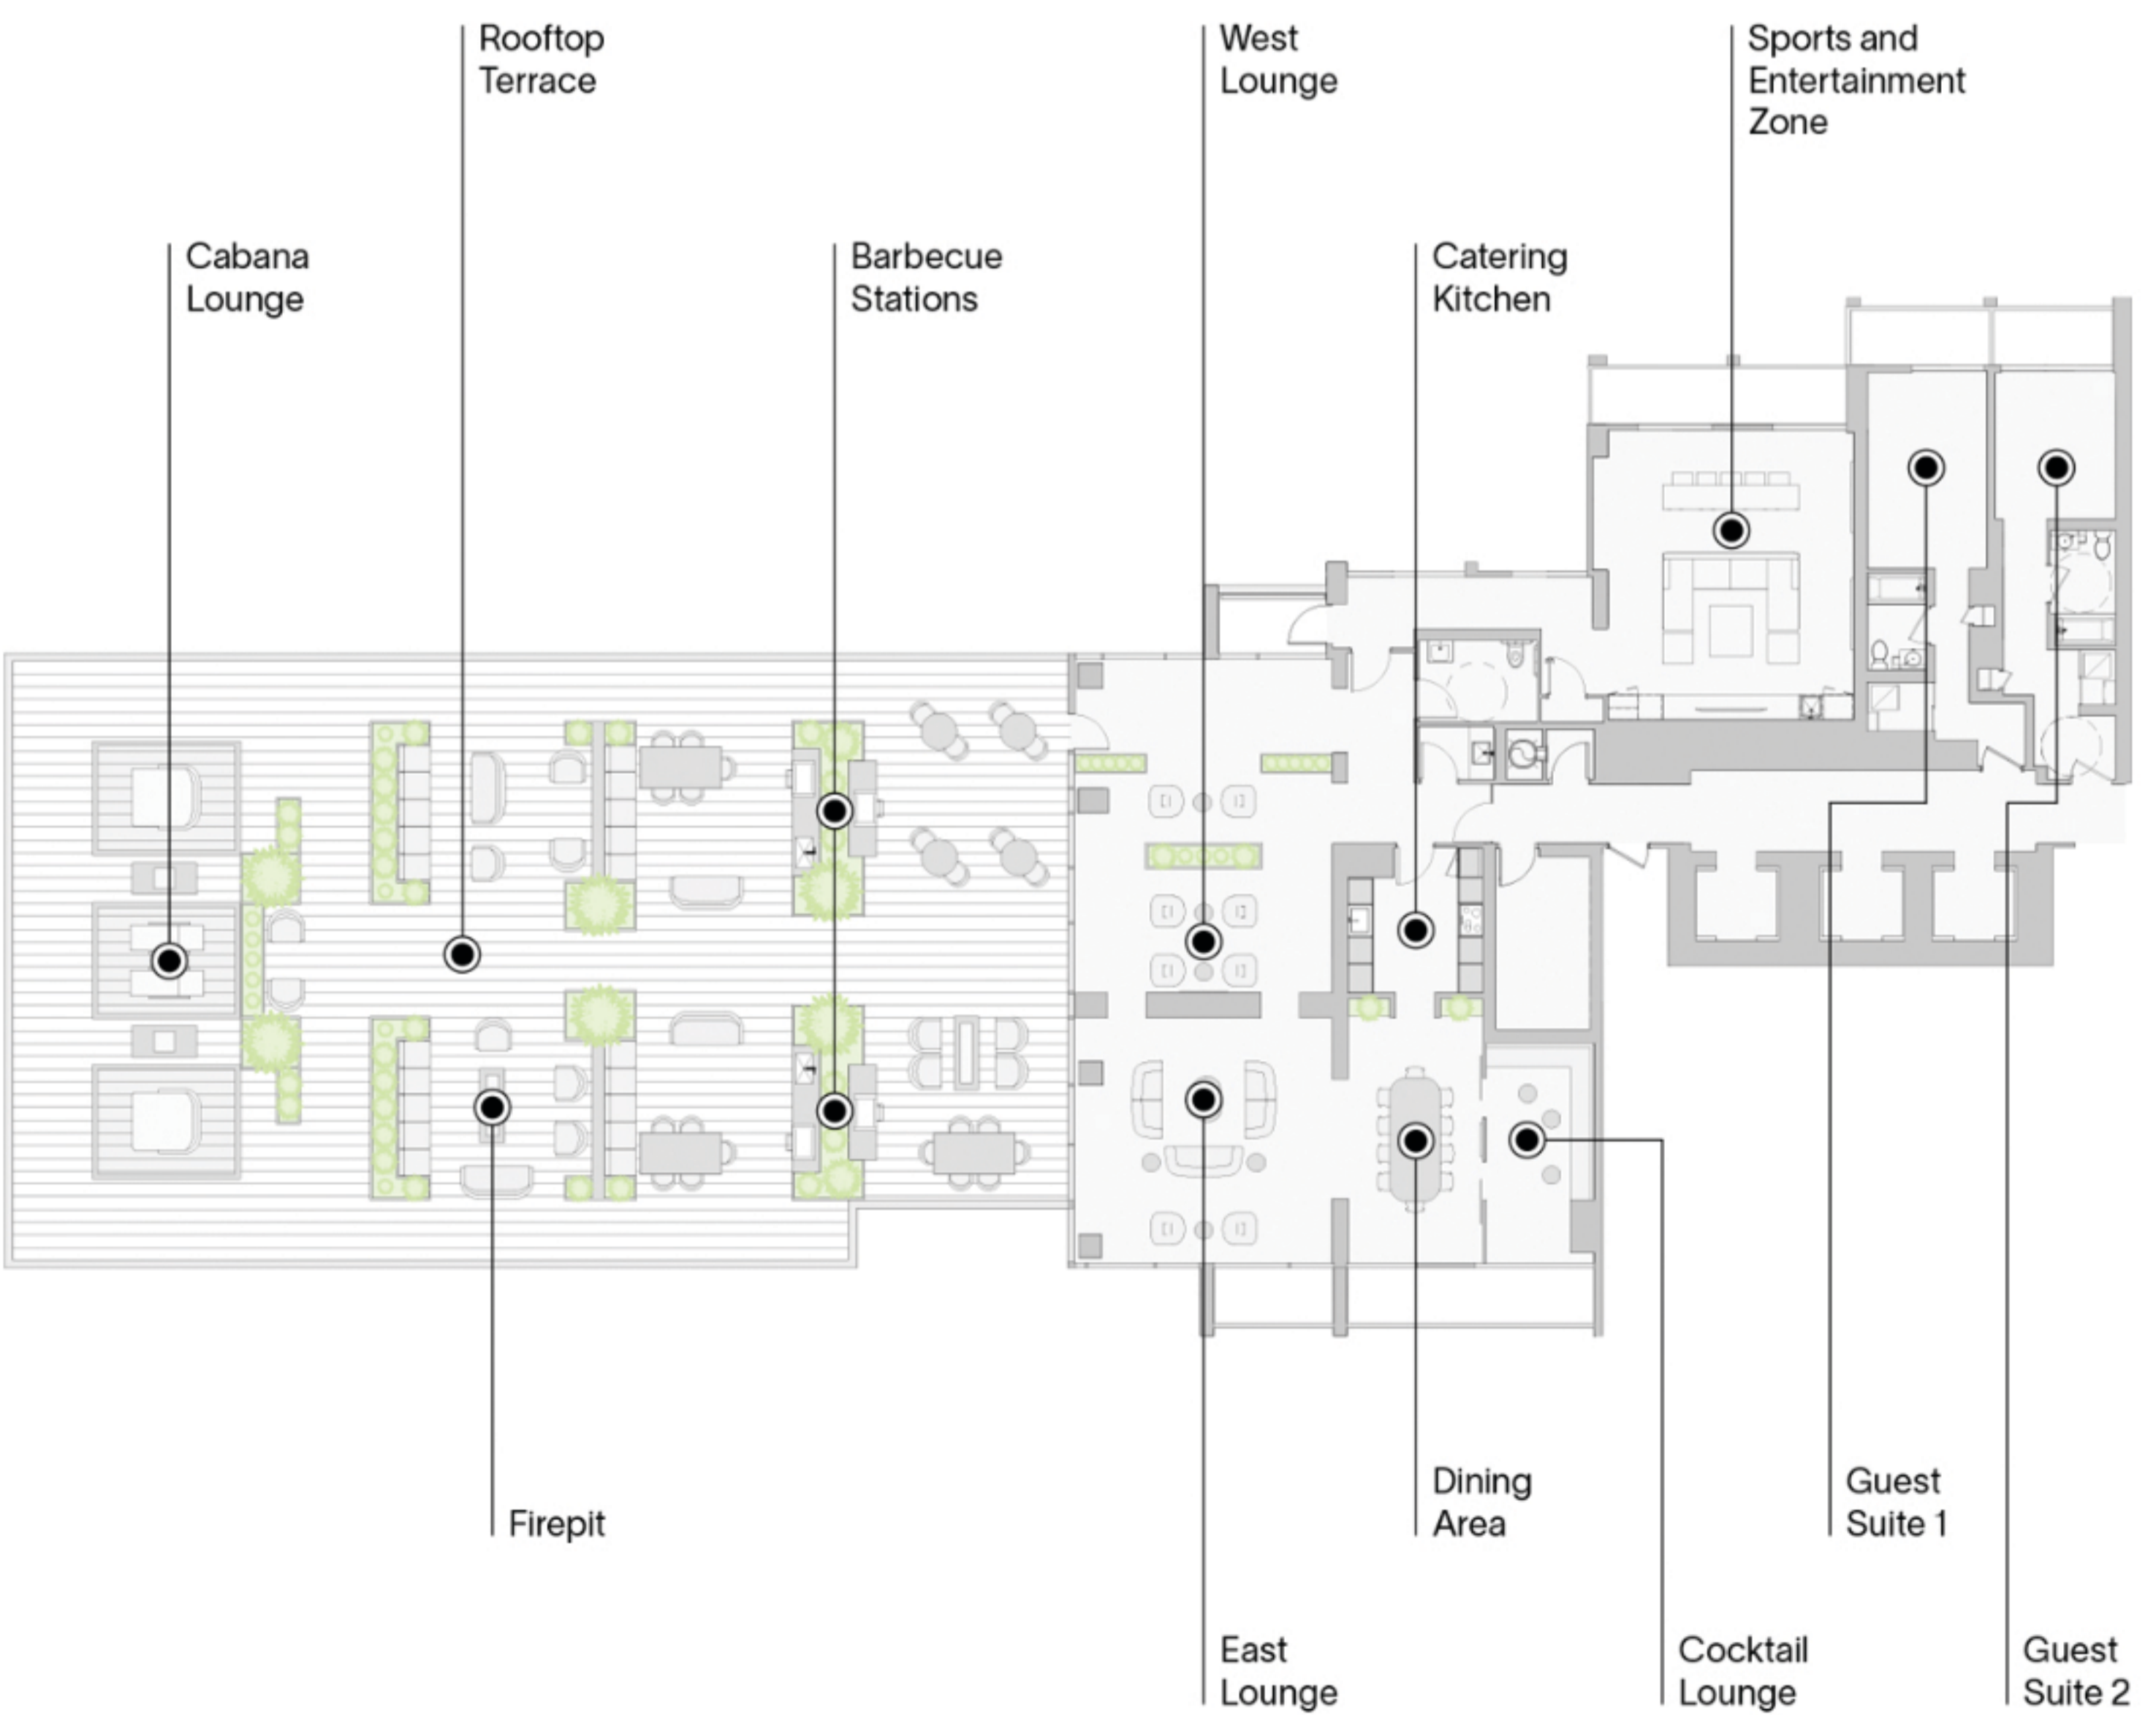 Rooftop
Terrace
West
Lounge
Sports and
Entertainment
Zone
Cabana
Lounge
Barbecue
Stations
Catering
Kitchen
Firepit
Dining
Area
Guest
Suite 1
East
Lounge
Cocktail
Lounge
Guest
Suite 2